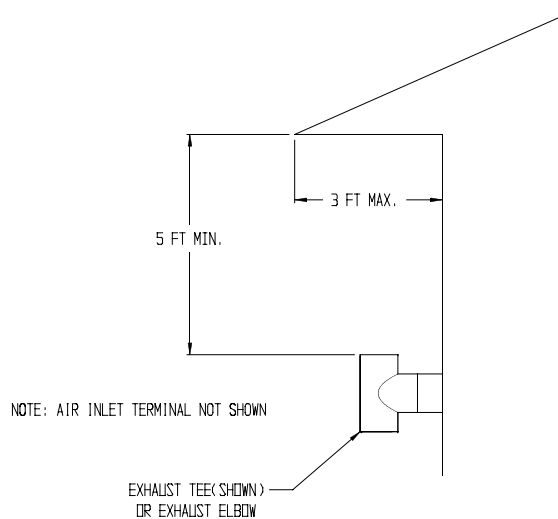 3 FT MAX.
5 FT MIN.
NOTE: AIR INLET TERMINAL NOT SHOWN
EXHAUST TEE(SHOWN)
OR EXHAUST ELBOW